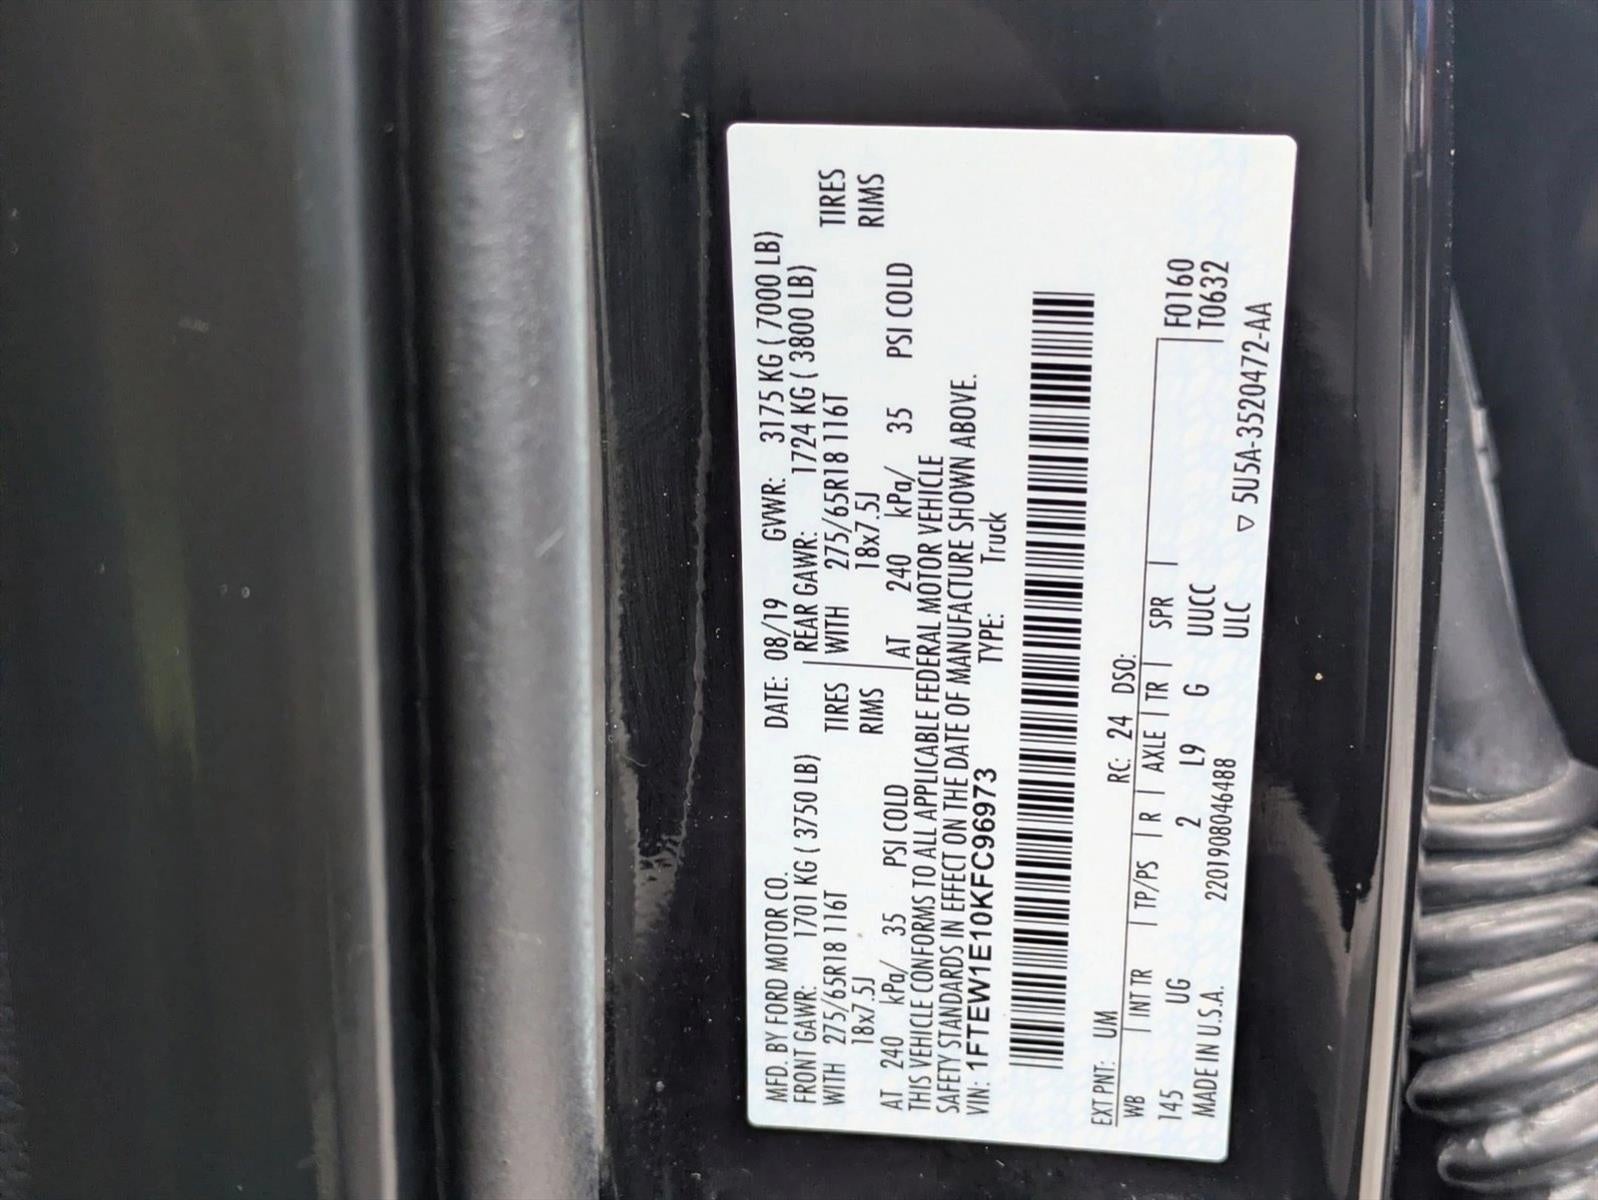 MFD. BY FORD MOTOR CO. DATE: 08/19 GVWR: 3175 KG ( 7000 LB)
FRONT GAWR: 1701 KG ( 3750 LB) REAR GAWR: 1724 KG ( 3800 LB)
WITH 275/65R18 116T TIRES WITH 275/65R18 116T TIRES
18x7.5J RIMS 18x7.5J RIMS
AT 240 kPa/ 35 PSI COLD AT 240 kPa/ 35 PSI COLD
THIS VEHICLE CONFORMS TO ALL APPLICABLE FEDERAL MOTOR VEHICLE
SAFETY STANDARDS IN EFFECT ON THE DATE OF MANUFACTURE SHOWN ABOVE.
VIN: 1FTEW1E10KFC96973 TYPE: Truck
EXT PNT: UM RC: 24 DSO:
WB INT TR TP/PS R AXLE TR SPR F0160
145 UG 2 L9 G UUCC T0632
MADE IN U.S.A. 220190804​6488 ULC
▽ 5U5A-3520472-AA